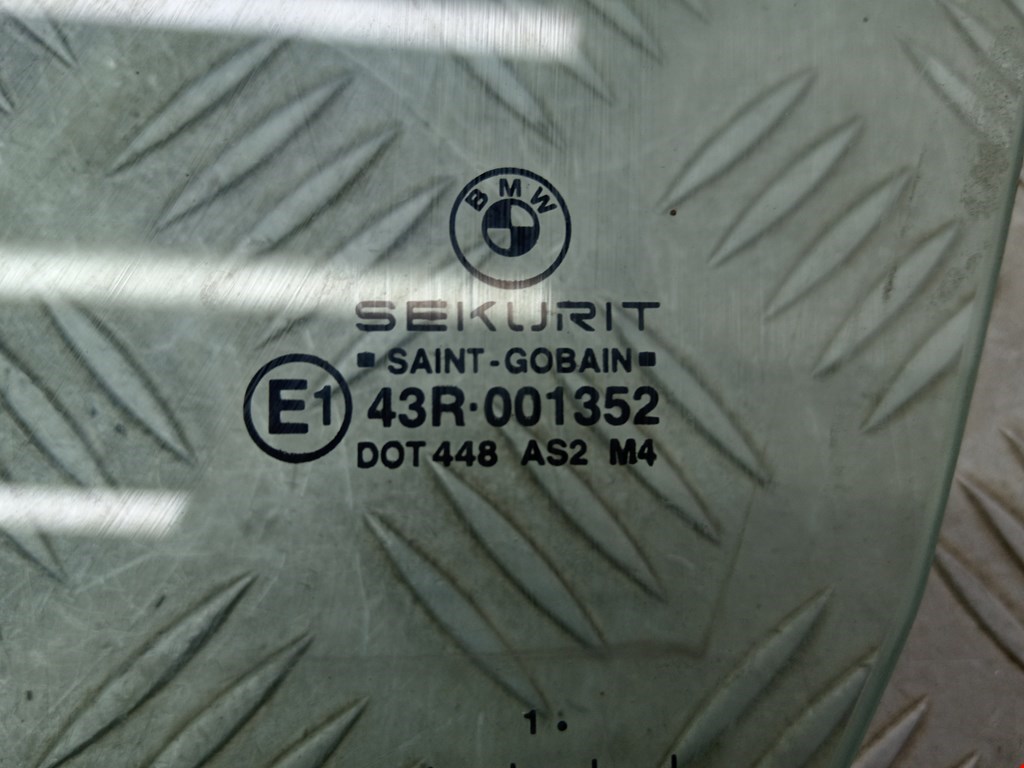 BMW
SEKURIT
SAINT-GOBAIN
E1 43R·001352
DOT 448 AS2 M4
1 •